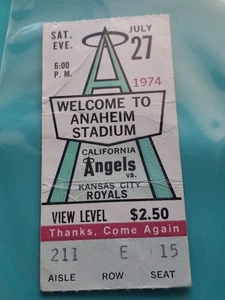 SAT. JULY
EVE. 27
6:00
P.M. 1974
WELCOME TO
ANAHEIM
STADIUM
CALIFORNIA
Angels
VS.
KANSAS CITY
ROYALS
VIEW LEVEL $2.50
Thanks, Come Again
211 E 15
AISLE ROW SEAT